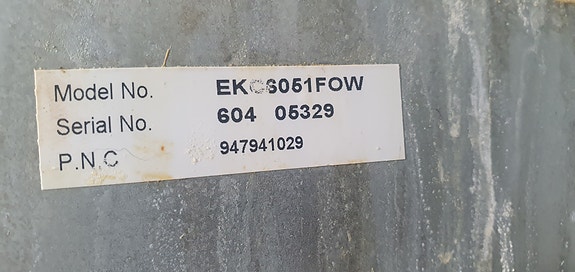 Model No. EKC6051FOW
Serial No. 604 05329
P.N.C 947941029